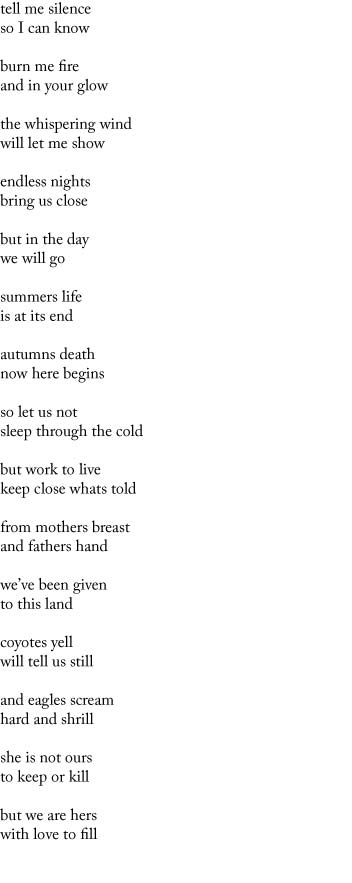 tell me silence
so I can know

burn me fire
and in your glow

the whispering wind
will let me show

endless nights
bring us close

but in the day
we will go

summers life
is at its end

autumns death
now here begins

so let us not
sleep through the cold

but work to live
keep close whats told

from mothers breast
and fathers hand

we've been given
to this land

coyotes yell
will tell us still

and eagles scream
hard and shrill

she is not ours
to keep or kill

but we are hers
with love to fill